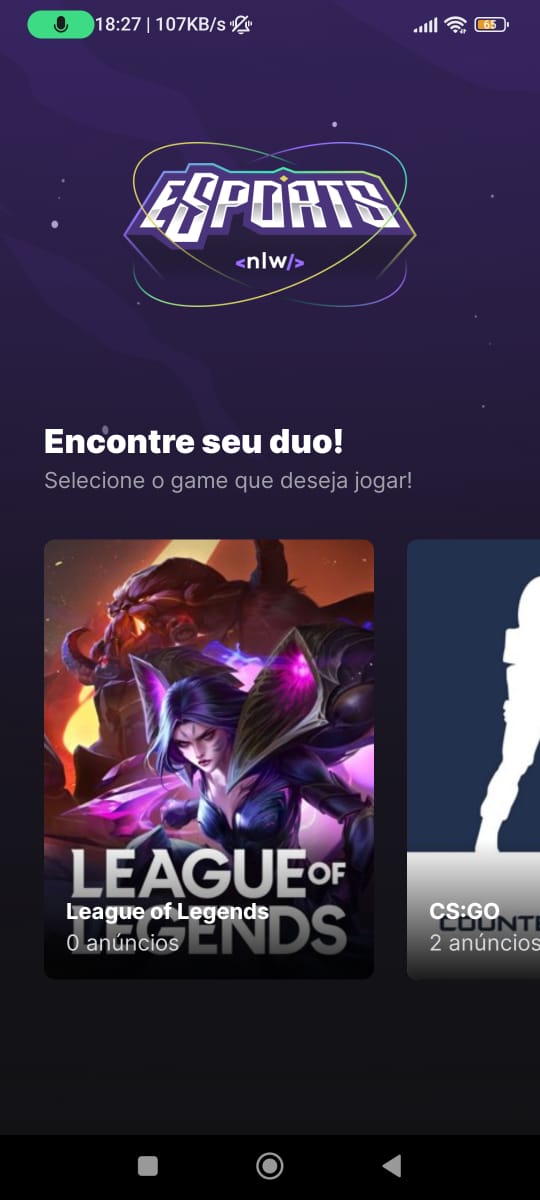 18:27 | 107KB/s
65
ESPORTS
<nlw/>
Encontre seu duo!
Selecione o game que deseja jogar!
LEAGUE OF
League of Legends
LEGENDS
0 anúncios
CS:GO
COUNTE
2 anúncios